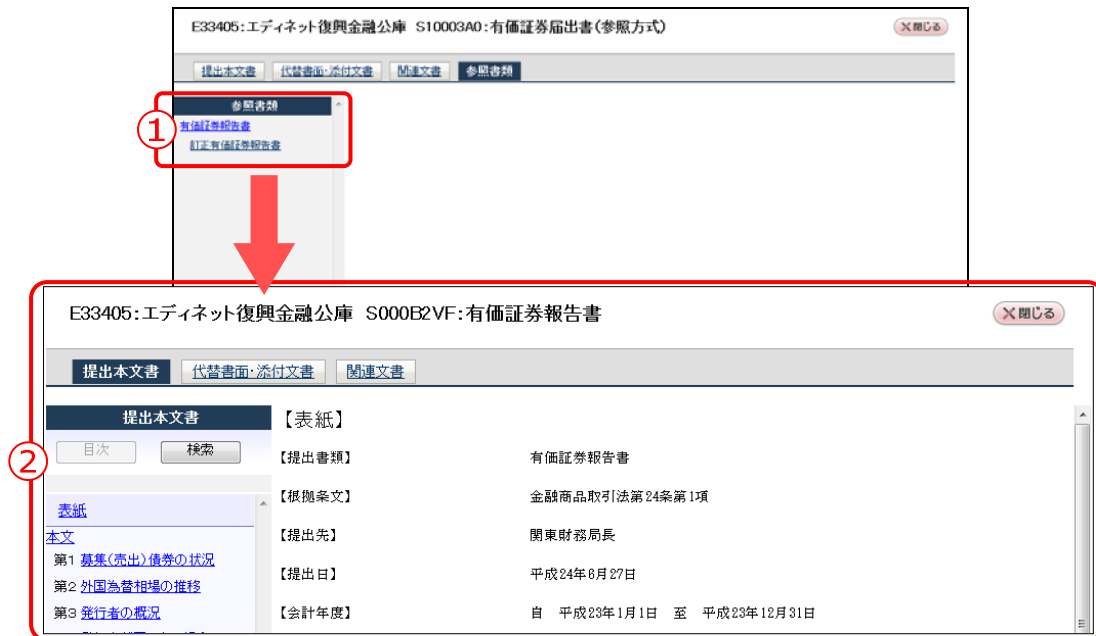 E33405:エディネット復興金融公庫 S10003A0:有価証券届出書(参照方式)
×閉じる
提出本文書 代替書面・添付文書 関連文書 参照書類
参照書類
①
有価証券報告書
訂正有価証券報告書
E33405:エディネット復興金融公庫 S000B2VF:有価証券報告書
×閉じる
提出本文書 代替書面・添付文書 関連文書
提出本文書
目次 検索
②
表紙
本文
第1 募集(売出)債券の状況
第2 外国為替相場の推移
第3 発行者の概況
【表紙】
【提出書類】 有価証券報告書
【根拠条文】 金融商品取引法第24条第1項
【提出先】 関東財務局長
【提出日】 平成24年6月27日
【会計年度】 自 平成23年1月1日 至 平成23年12月31日